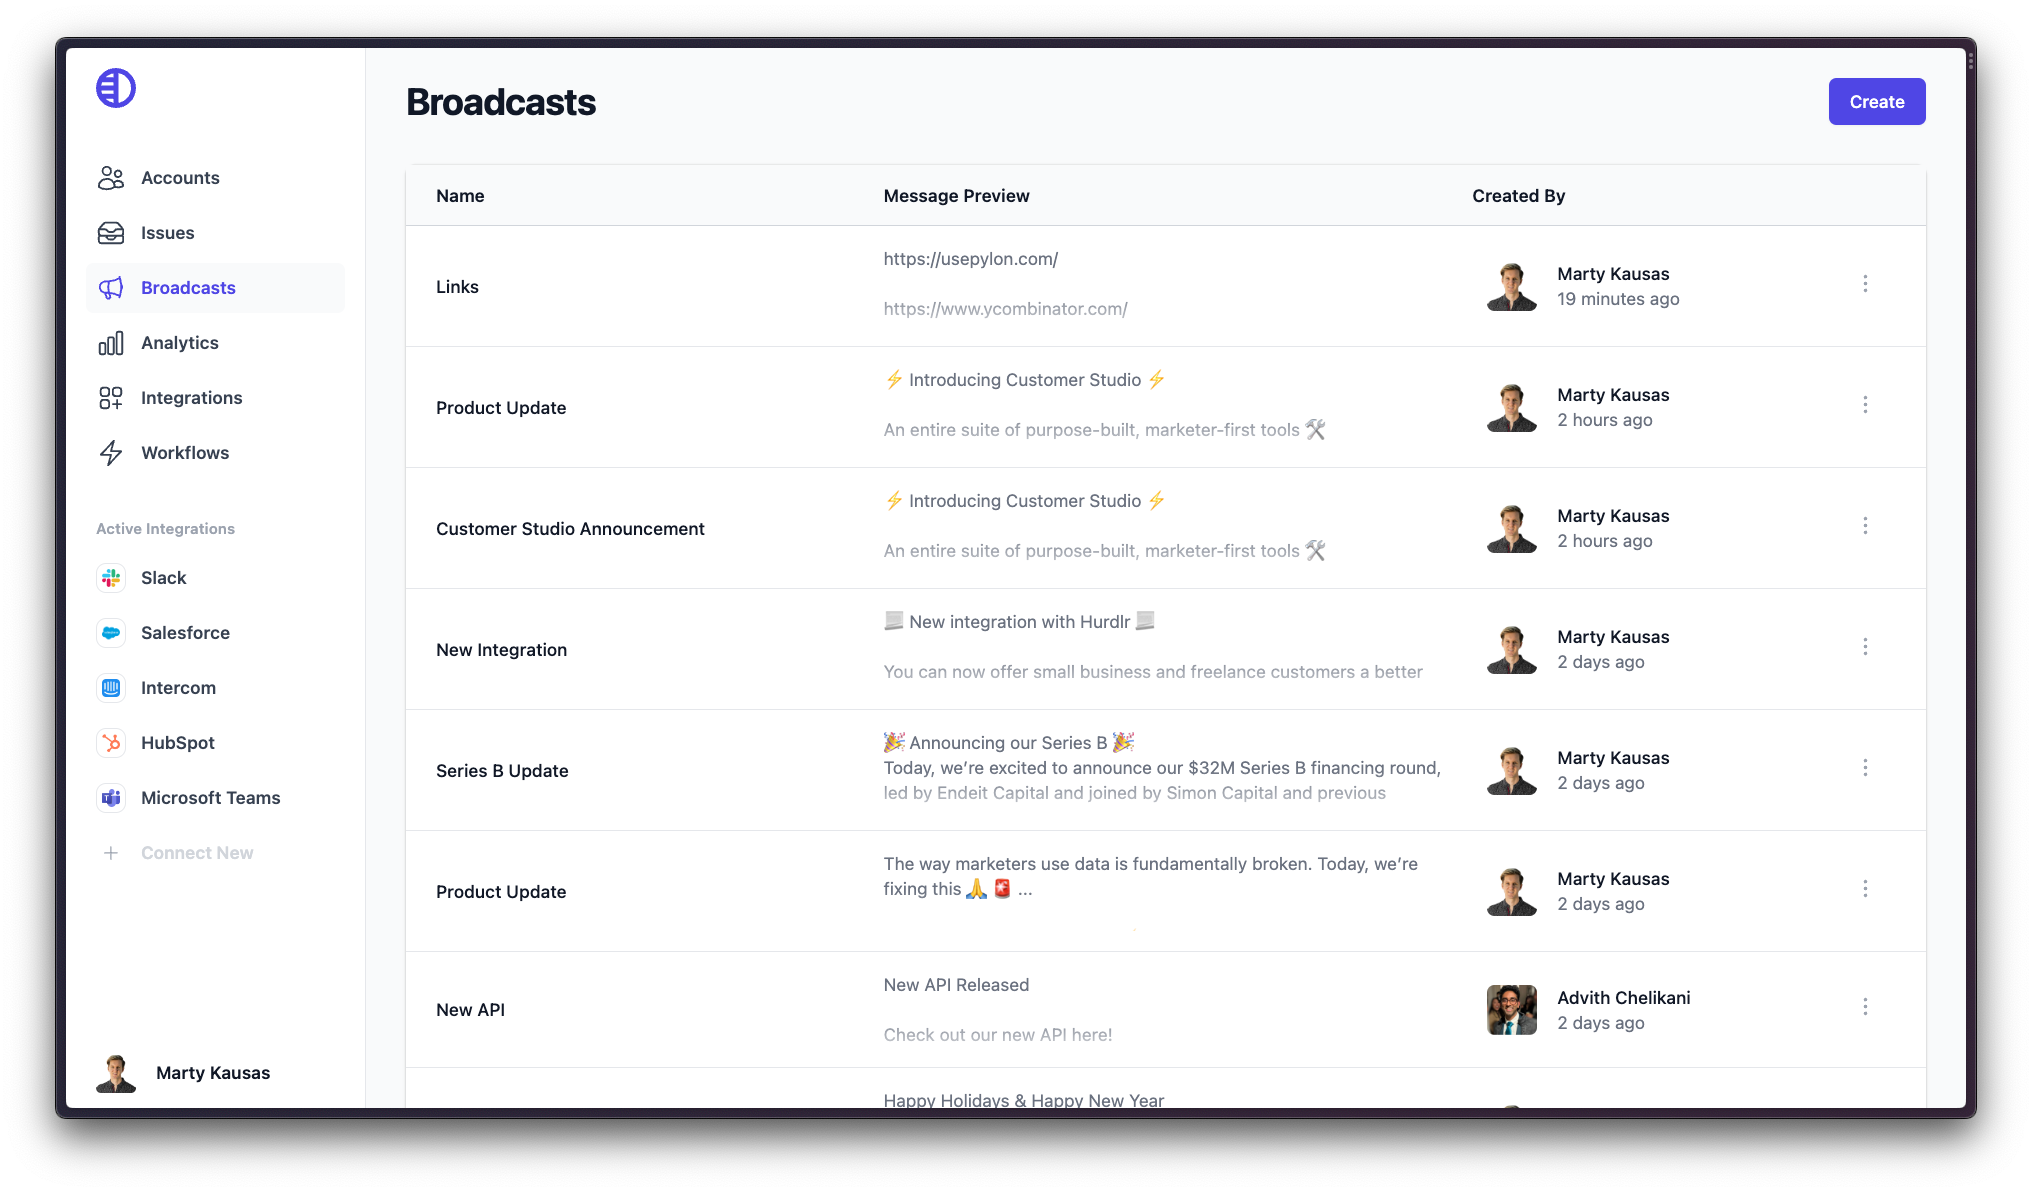 Broadcasts
Create
Accounts
Issues
Broadcasts
Analytics
Integrations
Workflows
Active Integrations
Slack
Salesforce
Intercom
HubSpot
Microsoft Teams
+ Connect New
Marty Kausas
Name Message Preview Created By
Links
https://usepylon.com/
https://www.ycombinator.com/
Marty Kausas
19 minutes ago
Product Update
⚡ Introducing Customer Studio ⚡
An entire suite of purpose-built, marketer-first tools 🛠
Marty Kausas
2 hours ago
Customer Studio Announcement
⚡ Introducing Customer Studio ⚡
An entire suite of purpose-built, marketer-first tools 🛠
Marty Kausas
2 hours ago
New Integration
📃 New integration with Hurdlr 📃
You can now offer small business and freelance customers a better
Marty Kausas
2 days ago
Series B Update
🎉 Announcing our Series B 🎉
Today, we’re excited to announce our $32M Series B financing round,
led by Endeit Capital and joined by Simon Capital and previous
Marty Kausas
2 days ago
Product Update
The way marketers use data is fundamentally broken. Today, we’re
fixing this 🙏 🚨 ...
Marty Kausas
2 days ago
New API
New API Released
Check out our new API here!
Advith Chelikani
2 days ago
Happy Holidays & Happy New Year